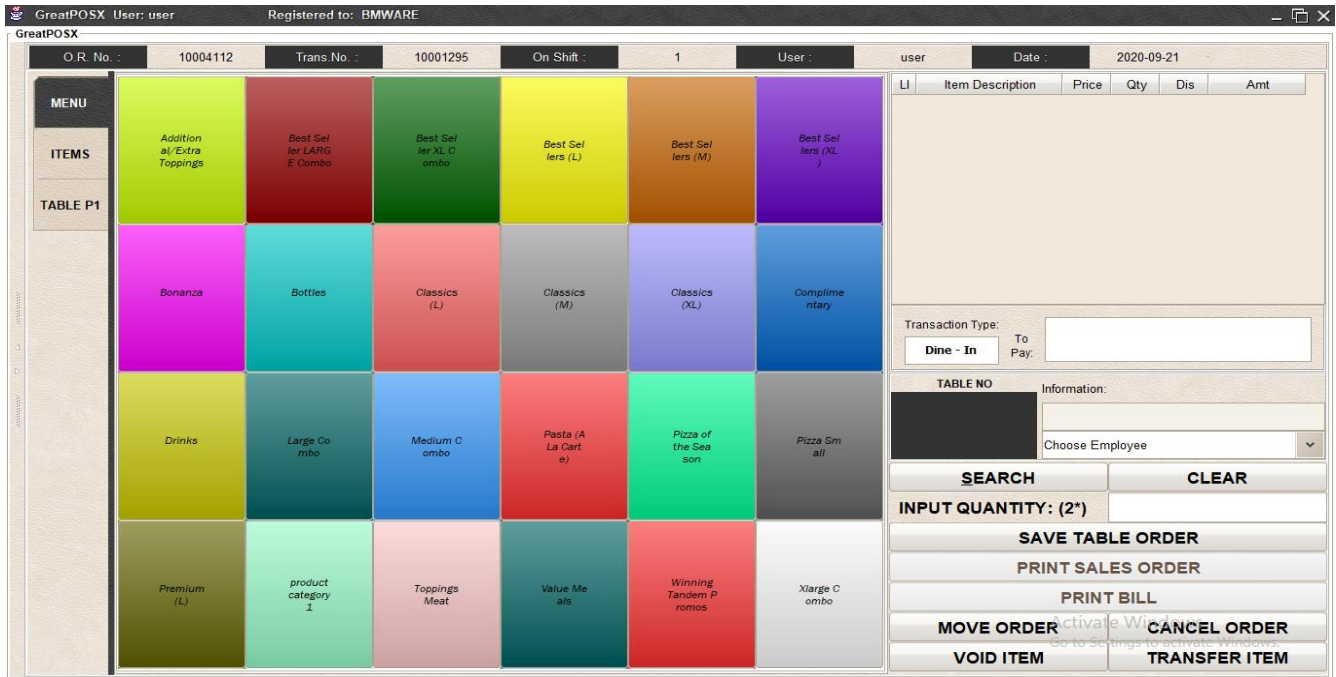 GreatPOSX User: user Registered to: BMWARE
GreatPOSX
O.R. No. : 10004112 Trans.No. : 10001295 On Shift : 1 User : user Date : 2020-09-21
MENU
ITEMS
TABLE P1
Addition
al/Extra
Toppings
Best Sel
ler LARG
E Combo
Best Sel
ler XL C
ombo
Best Sel
lers (L)
Best Sel
lers (M)
Best Sel
lers (XL
)
Bonanza
Bottles
Classics
(L)
Classics
(M)
Classics
(XL)
Complime
ntary
Drinks
Large Co
mbo
Medium C
ombo
Pasta (A
La Cart
e)
Pizza of
the Sea
son
Pizza Sm
all
Premium
(L)
product
category
1
Toppings
Meat
Value Me
als
Winning
Tandem P
romos
Xlarge C
ombo
LI Item Description Price Qty Dis Amt
Transaction Type:
Dine - In
To
Pay:
TABLE NO
Information:
Choose Employee
SEARCH CLEAR
INPUT QUANTITY: (2*)
SAVE TABLE ORDER
PRINT SALES ORDER
PRINT BILL
MOVE ORDER CANCEL ORDER
VOID ITEM TRANSFER ITEM
Activate Windows
Go to Settings to activate Windows.